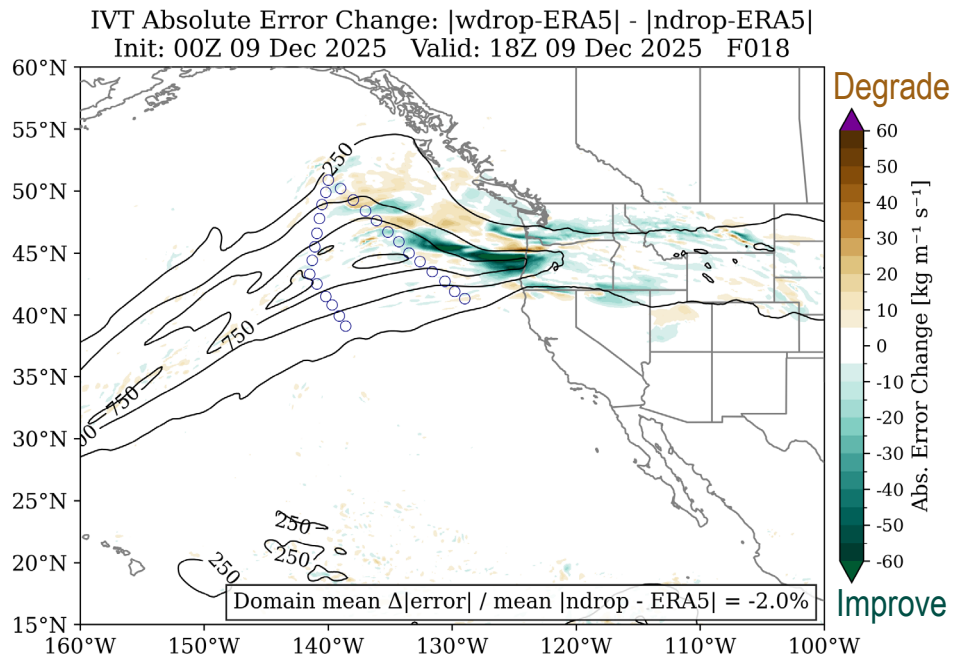 IVT Absolute Error Change: |wdrop-ERA5| - |ndrop-ERA5|
Init: 00Z 09 Dec 2025 Valid: 18Z 09 Dec 2025 F018
60°N
55°N
50°N
45°N
40°N
35°N
30°N
25°N
20°N
15°N
160°W
150°W
140°W
130°W
120°W
110°W
100°W
250
750
750
00
250
250
250
Domain mean Δ|error| / mean |ndrop - ERA5| = -2.0%
Degrade
60
50
40
30
20
10
0
-10
-20
-30
-40
-50
-60
Abs. Error Change [kg m⁻¹ s⁻¹]
Improve